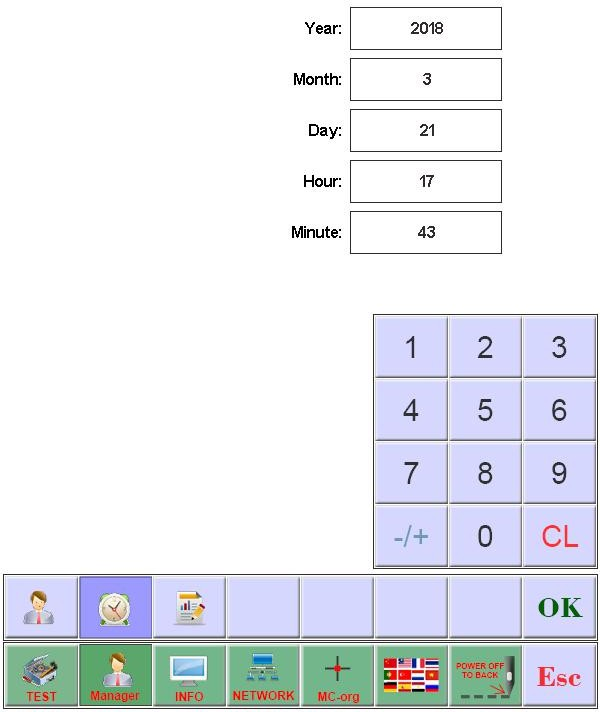 Year: 2018
Month: 3
Day: 21
Hour: 17
Minute: 43
1 2 3
4 5 6
7 8 9
-/+ 0 CL
OK
TEST Manager INFO NETWORK MC-org POWER OFF
TO BACK Esc